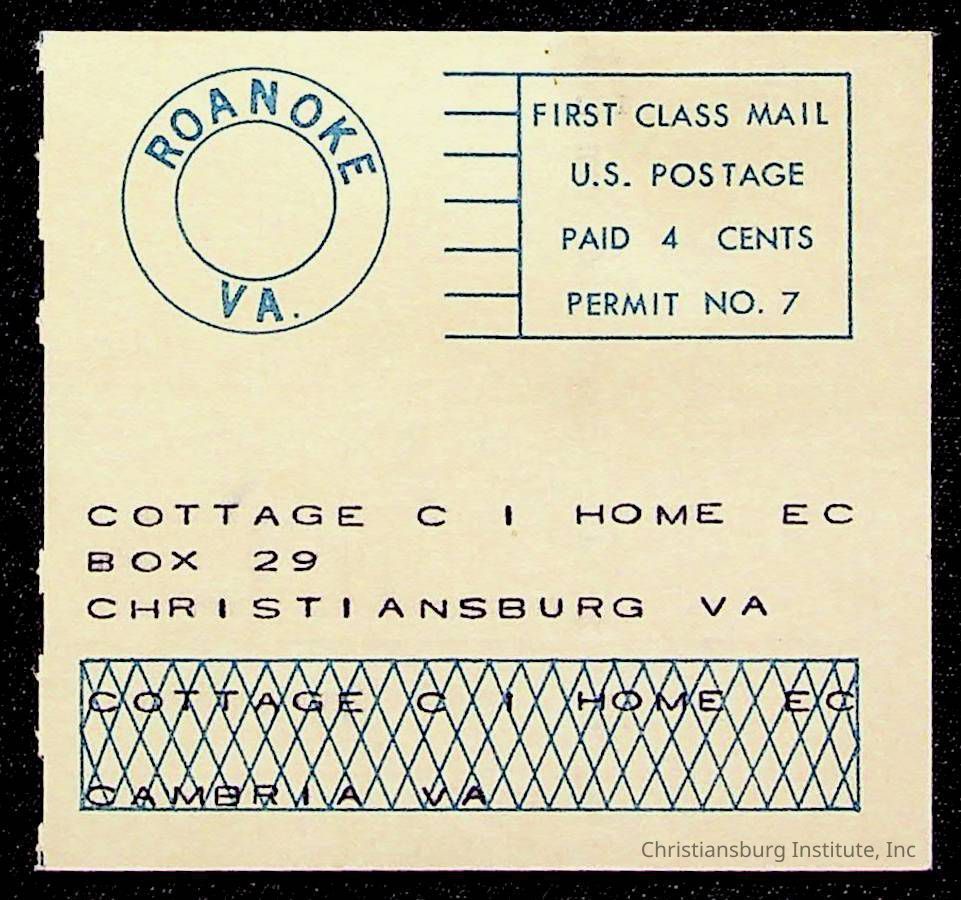 ROANOKE
VA.
FIRST CLASS MAIL
U.S. POSTAGE
PAID 4 CENTS
PERMIT NO. 7
COTTAGE C I HOME EC
BOX 29
CHRISTIANSBURG VA
COTTAGE C I HOME EC
CAMBRIA VA
Christiansburg Institute, Inc